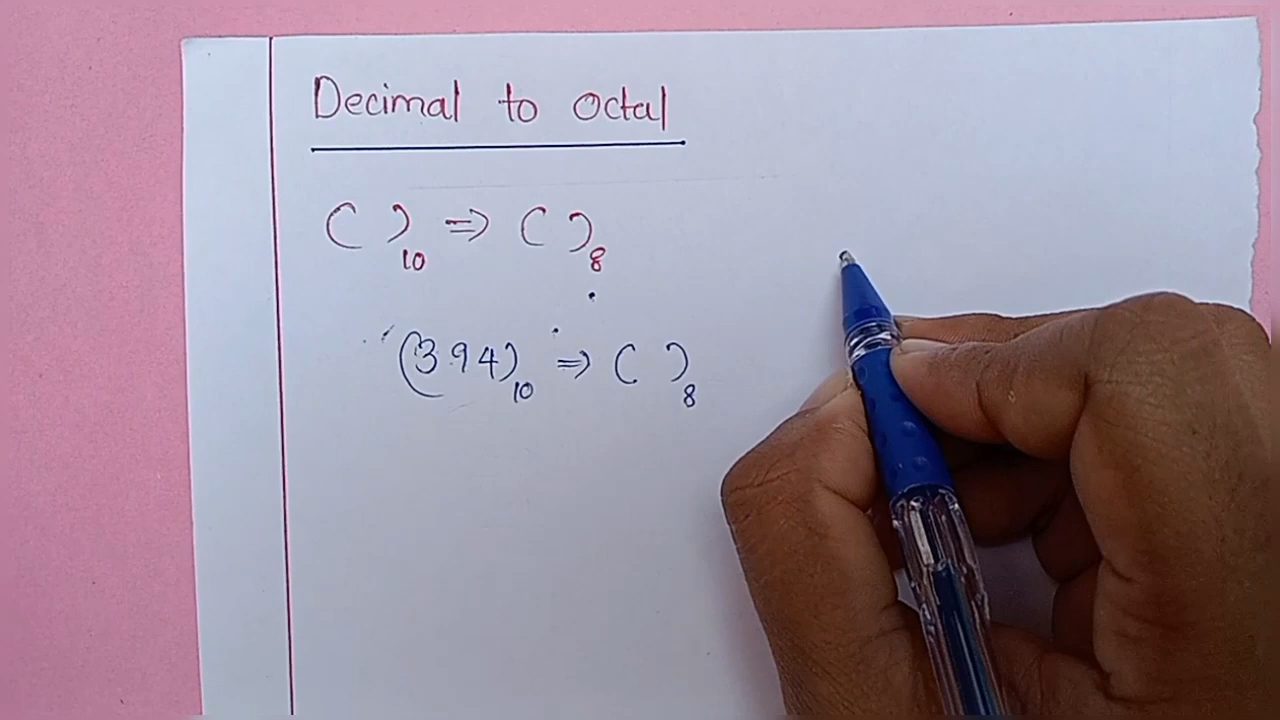 Decimal to Octal
( )10 ⇒ ( )8
(394)10 ⇒ ( )8